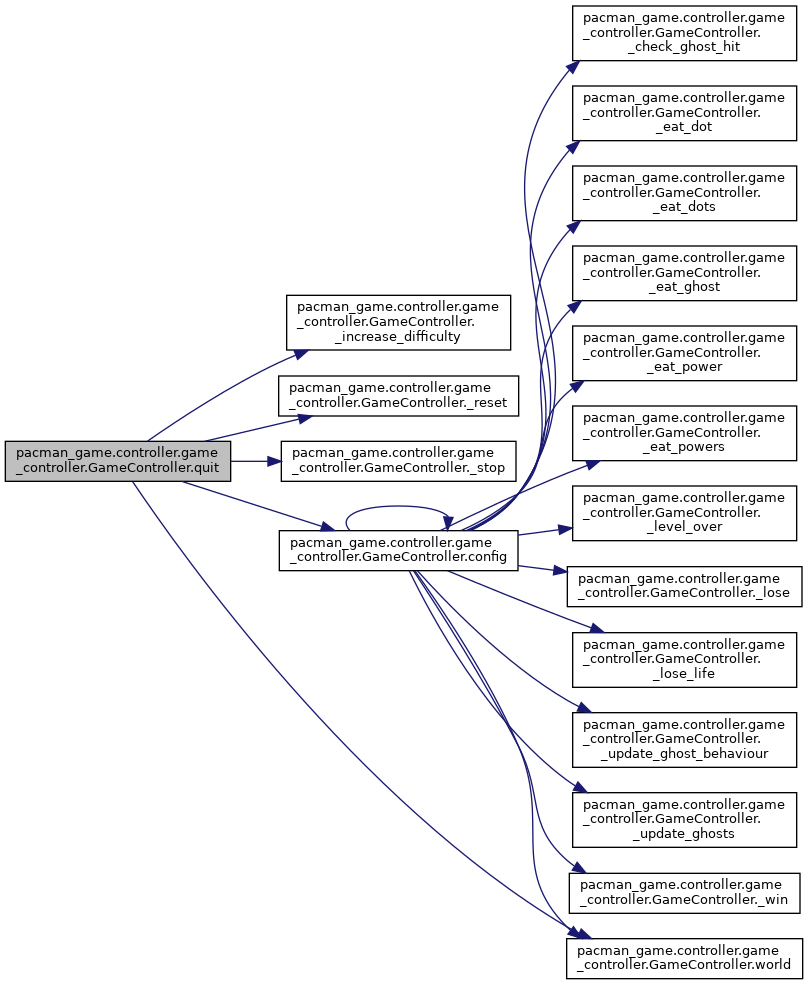 pacman_game.controller.game
_controller.GameController.
_check_ghost_hit
pacman_game.controller.game
_controller.GameController.
_eat_dot
pacman_game.controller.game
_controller.GameController.
_eat_dots
pacman_game.controller.game
_controller.GameController.
_eat_ghost
pacman_game.controller.game
_controller.GameController.
_increase_difficulty
pacman_game.controller.game
_controller.GameController.
_eat_power
pacman_game.controller.game
_controller.GameController._reset
pacman_game.controller.game
_controller.GameController.
_eat_powers
pacman_game.controller.game
_controller.GameController.quit
pacman_game.controller.game
_controller.GameController._stop
pacman_game.controller.game
_controller.GameController.
_level_over
pacman_game.controller.game
_controller.GameController.config
pacman_game.controller.game
_controller.GameController._lose
pacman_game.controller.game
_controller.GameController.
_lose_life
pacman_game.controller.game
_controller.GameController.
_update_ghost_behaviour
pacman_game.controller.game
_controller.GameController.
_update_ghosts
pacman_game.controller.game
_controller.GameController._win
pacman_game.controller.game
_controller.GameController.world